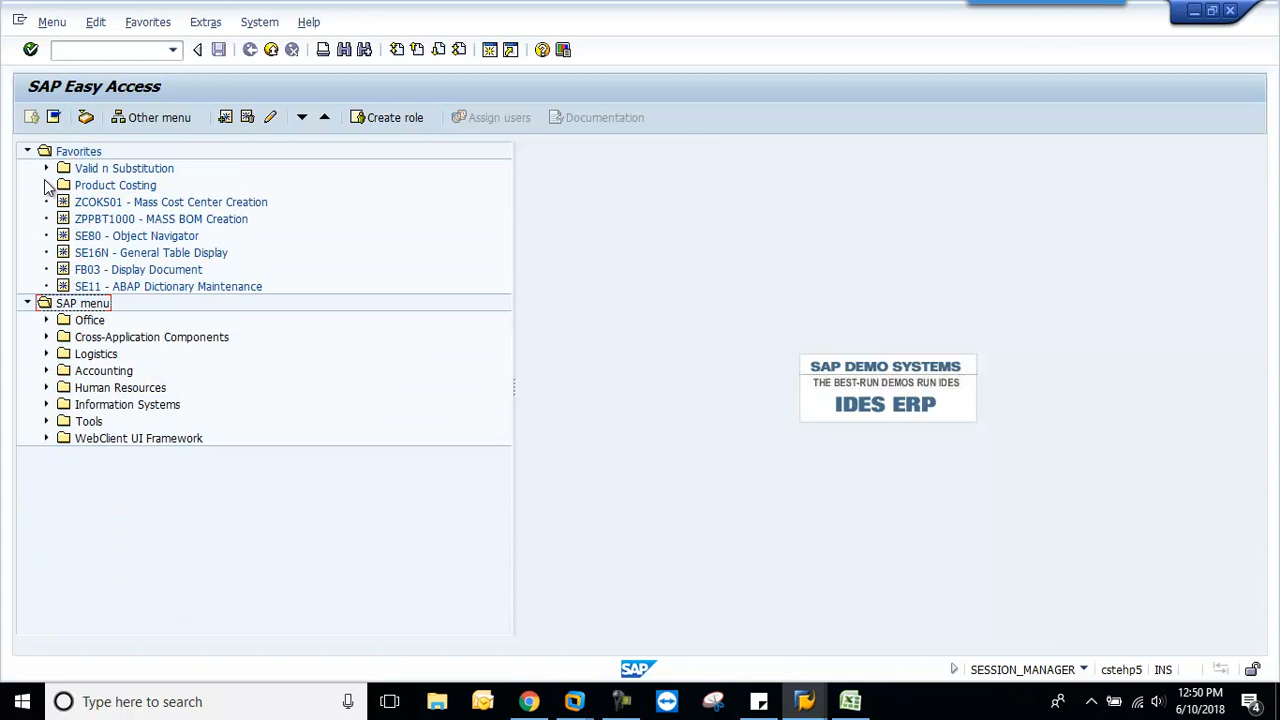 Menu Edit Favorites Extras System Help
SAP Easy Access
Other menu Create role Assign users Documentation
Favorites
Valid n Substitution
Product Costing
ZCOKS01 - Mass Cost Center Creation
ZPPBT1000 - MASS BOM Creation
SE80 - Object Navigator
SE16N - General Table Display
FB03 - Display Document
SE11 - ABAP Dictionary Maintenance
SAP menu
Office
Cross-Application Components
Logistics
Accounting
Human Resources
Information Systems
Tools
WebClient UI Framework
SAP DEMO SYSTEMS
THE BEST-RUN DEMOS RUN IDES
IDES ERP
SAP SESSION_MANAGER cstehp5 INS
Type here to search
12:50 PM
6/10/2018
4